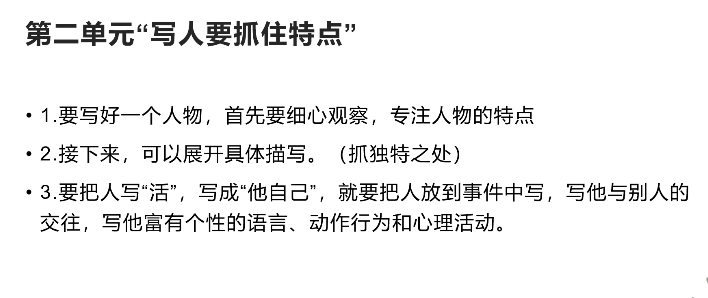 第二单元“写人要抓住特点”
• 1.要写好一个人物，首先要细心观察，专注人物的特点
• 2.接下来，可以展开具体描写。（抓独特之处）
• 3.要把人写“活”，写成“他自己”，就要把人放到事件中写，写他与别人的
交往，写他富有个性的语言、动作行为和心理活动。